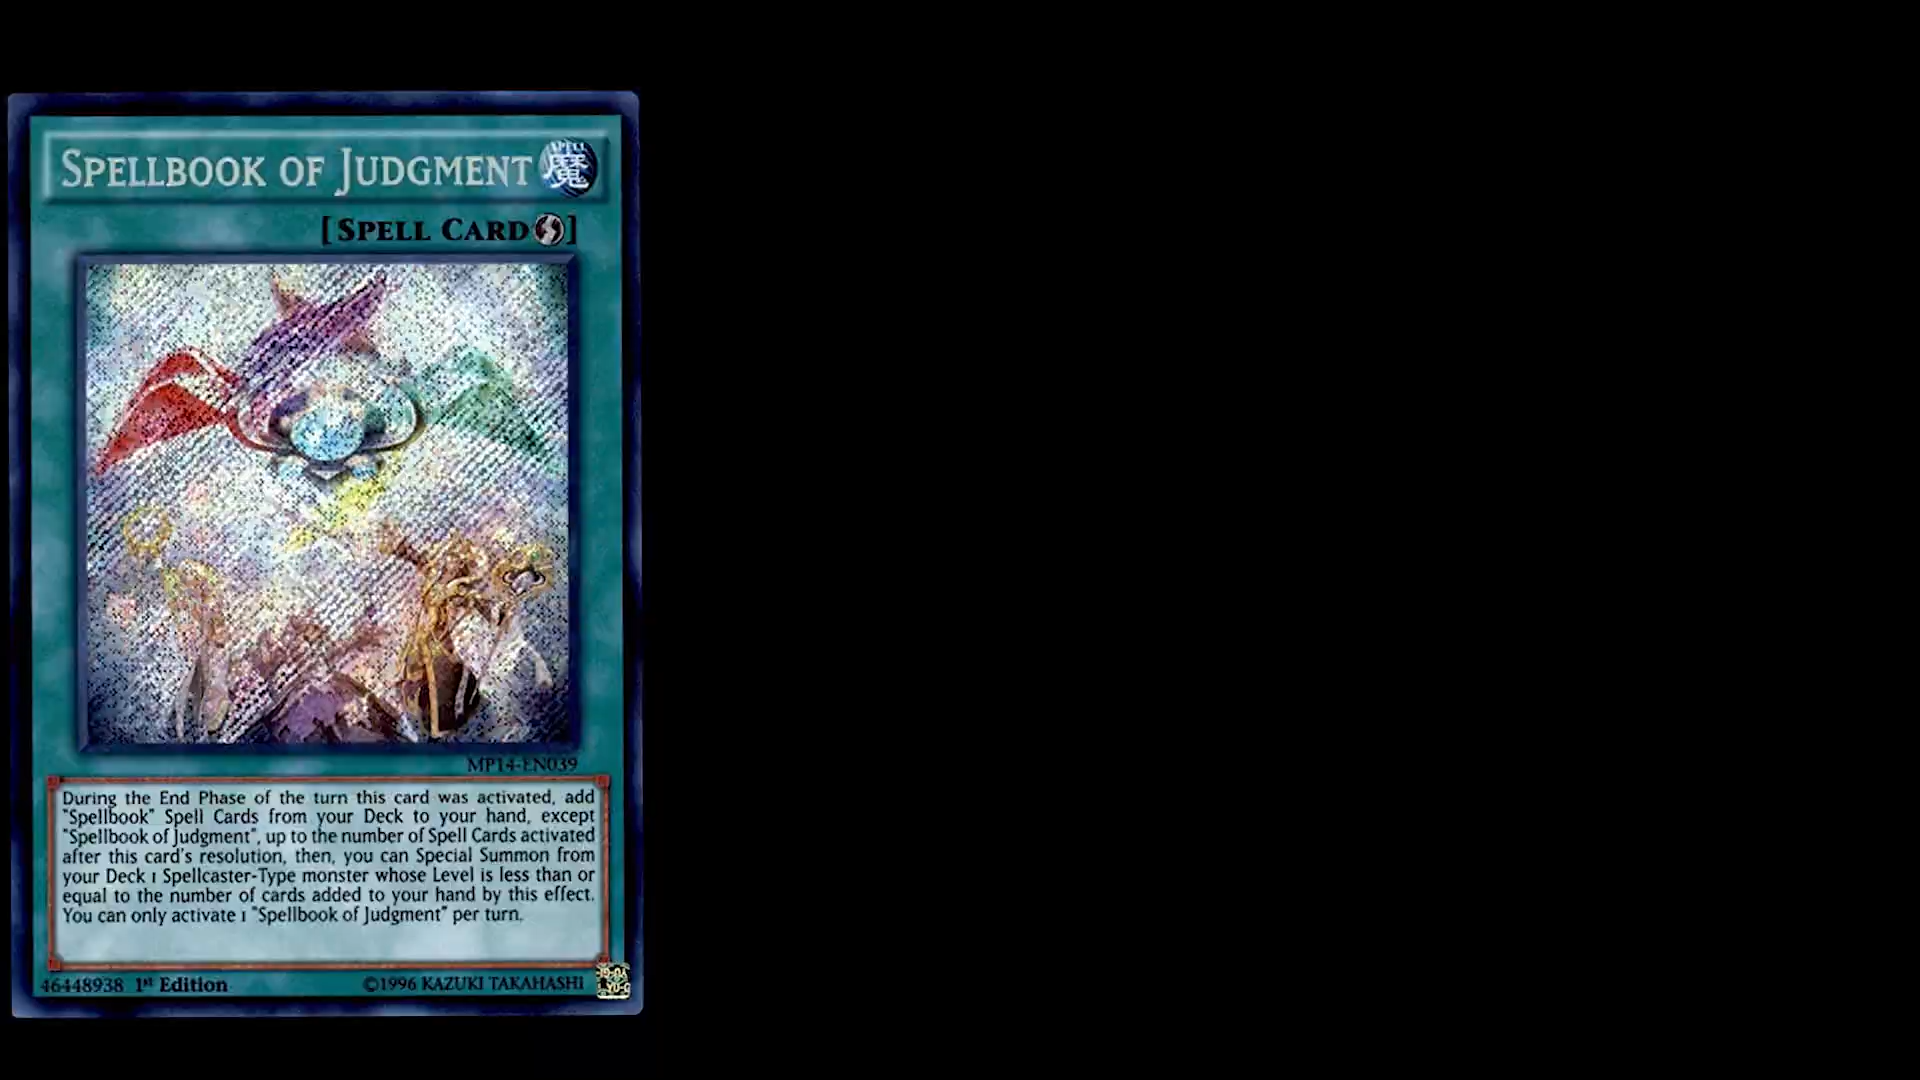 SPELLBOOK OF JUDGMENT
SPELL
魔
[SPELL CARD]
MP14-EN039
During the End Phase of the turn this card was activated, add
"Spellbook" Spell Cards from your Deck to your hand, except
"Spellbook of Judgment", up to the number of Spell Cards activated
after this card's resolution, then, you can Special Summon from
your Deck 1 Spellcaster-Type monster whose Level is less than or
equal to the number of cards added to your hand by this effect.
You can only activate 1 "Spellbook of Judgment" per turn.
46448938 1st Edition ©1996 KAZUKI TAKAHASHI